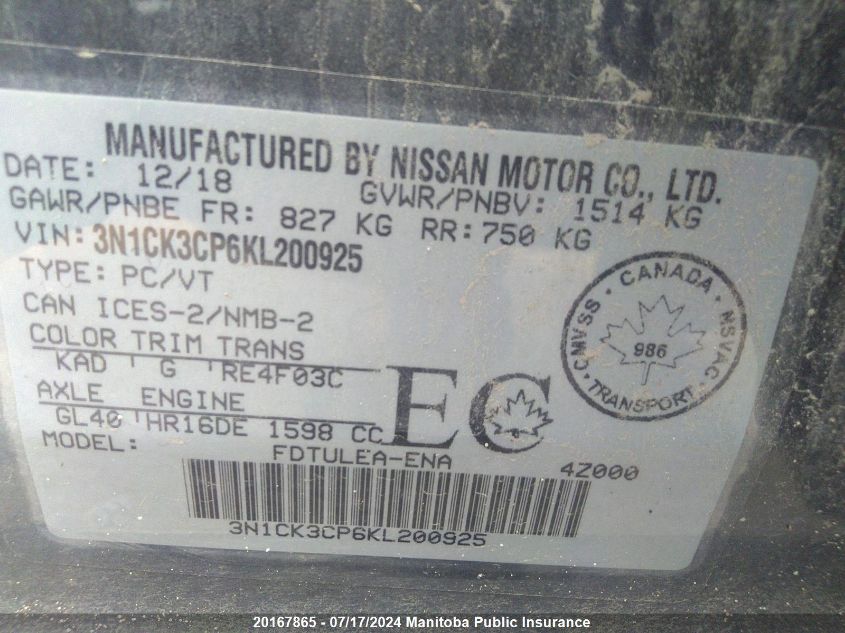 MANUFACTURED BY NISSAN MOTOR CO., LTD.
DATE: 12/18 GVWR/PNBV: 1514 KG
GAWR/PNBE FR: 827 KG RR: 750 KG
VIN: 3N1CK3CP6KL200925
TYPE: PC/VT
CAN ICES-2/NMB-2
COLOR TRIM TRANS
KAD G RE4F03C
AXLE ENGINE
GL40 HR16DE 1598 CC
MODEL: FDTULEA-ENA 4Z000
EC
CANADA
CMVSS · NSVAC
986
TRANSPORT
3N1CK3CP6KL200925
20167865 - 07/17/2024 Manitoba Public Insurance